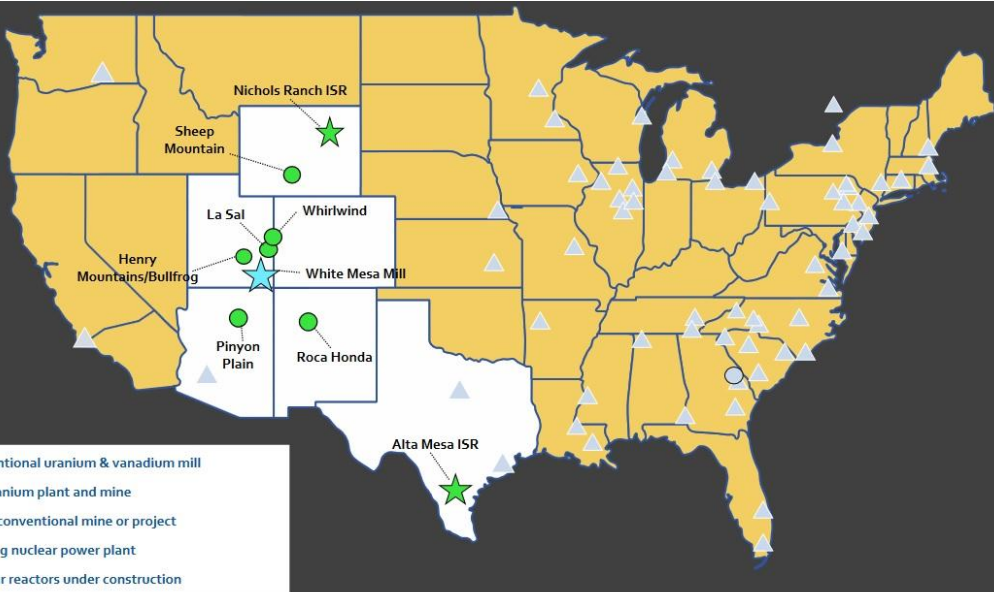 Nichols Ranch ISR
Sheep
Mountain
La Sal
Whirlwind
Henry
Mountains/Bullfrog
White Mesa Mill
Pinyon
Plain
Roca Honda
Alta Mesa ISR
ntional uranium & vanadium mill
anium plant and mine
conventional mine or project
g nuclear power plant
r reactors under construction